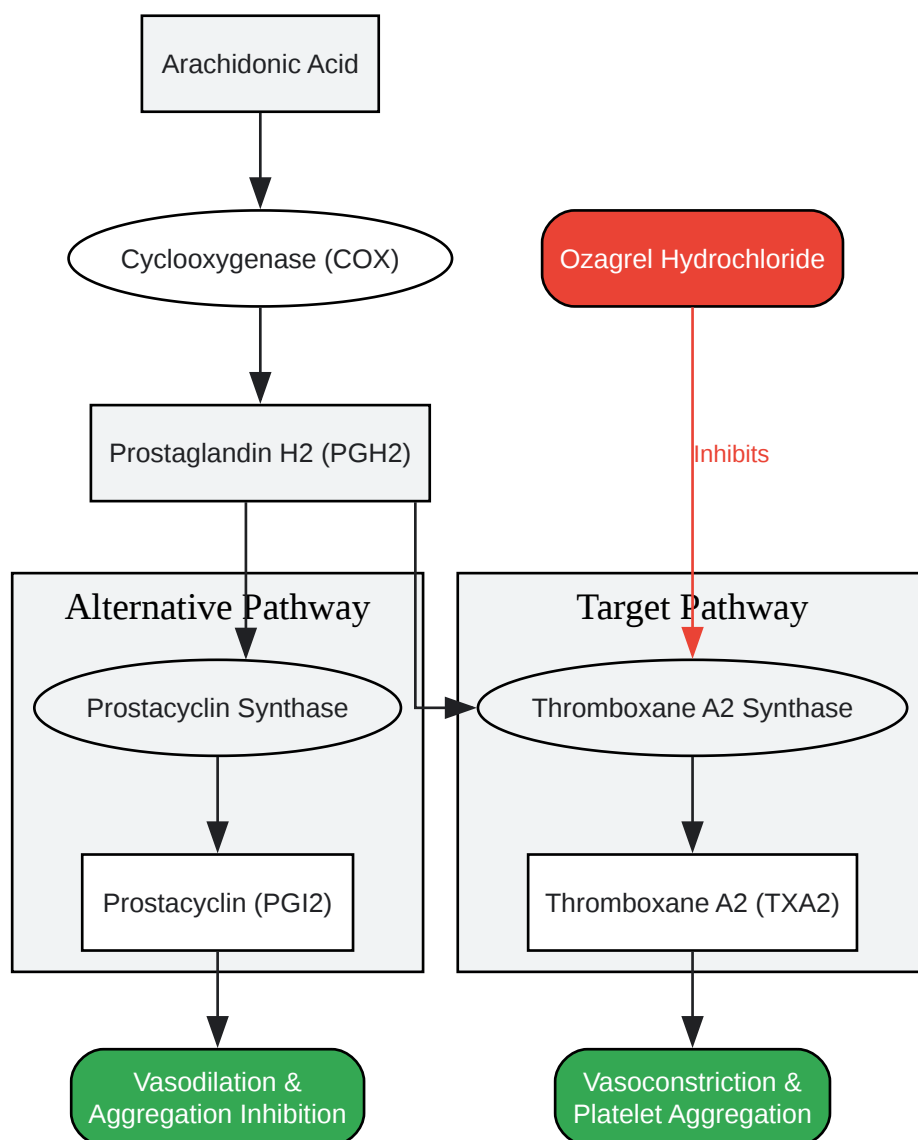 Arachidonic Acid
Cyclooxygenase (COX)
Ozagrel Hydrochloride
Prostaglandin H2 (PGH2)
Inhibits
Alternative Pathway
Target Pathway
Prostacyclin Synthase
Thromboxane A2 Synthase
Prostacyclin (PGI2)
Thromboxane A2 (TXA2)
Vasodilation &
Aggregation Inhibition
Vasoconstriction &
Platelet Aggregation